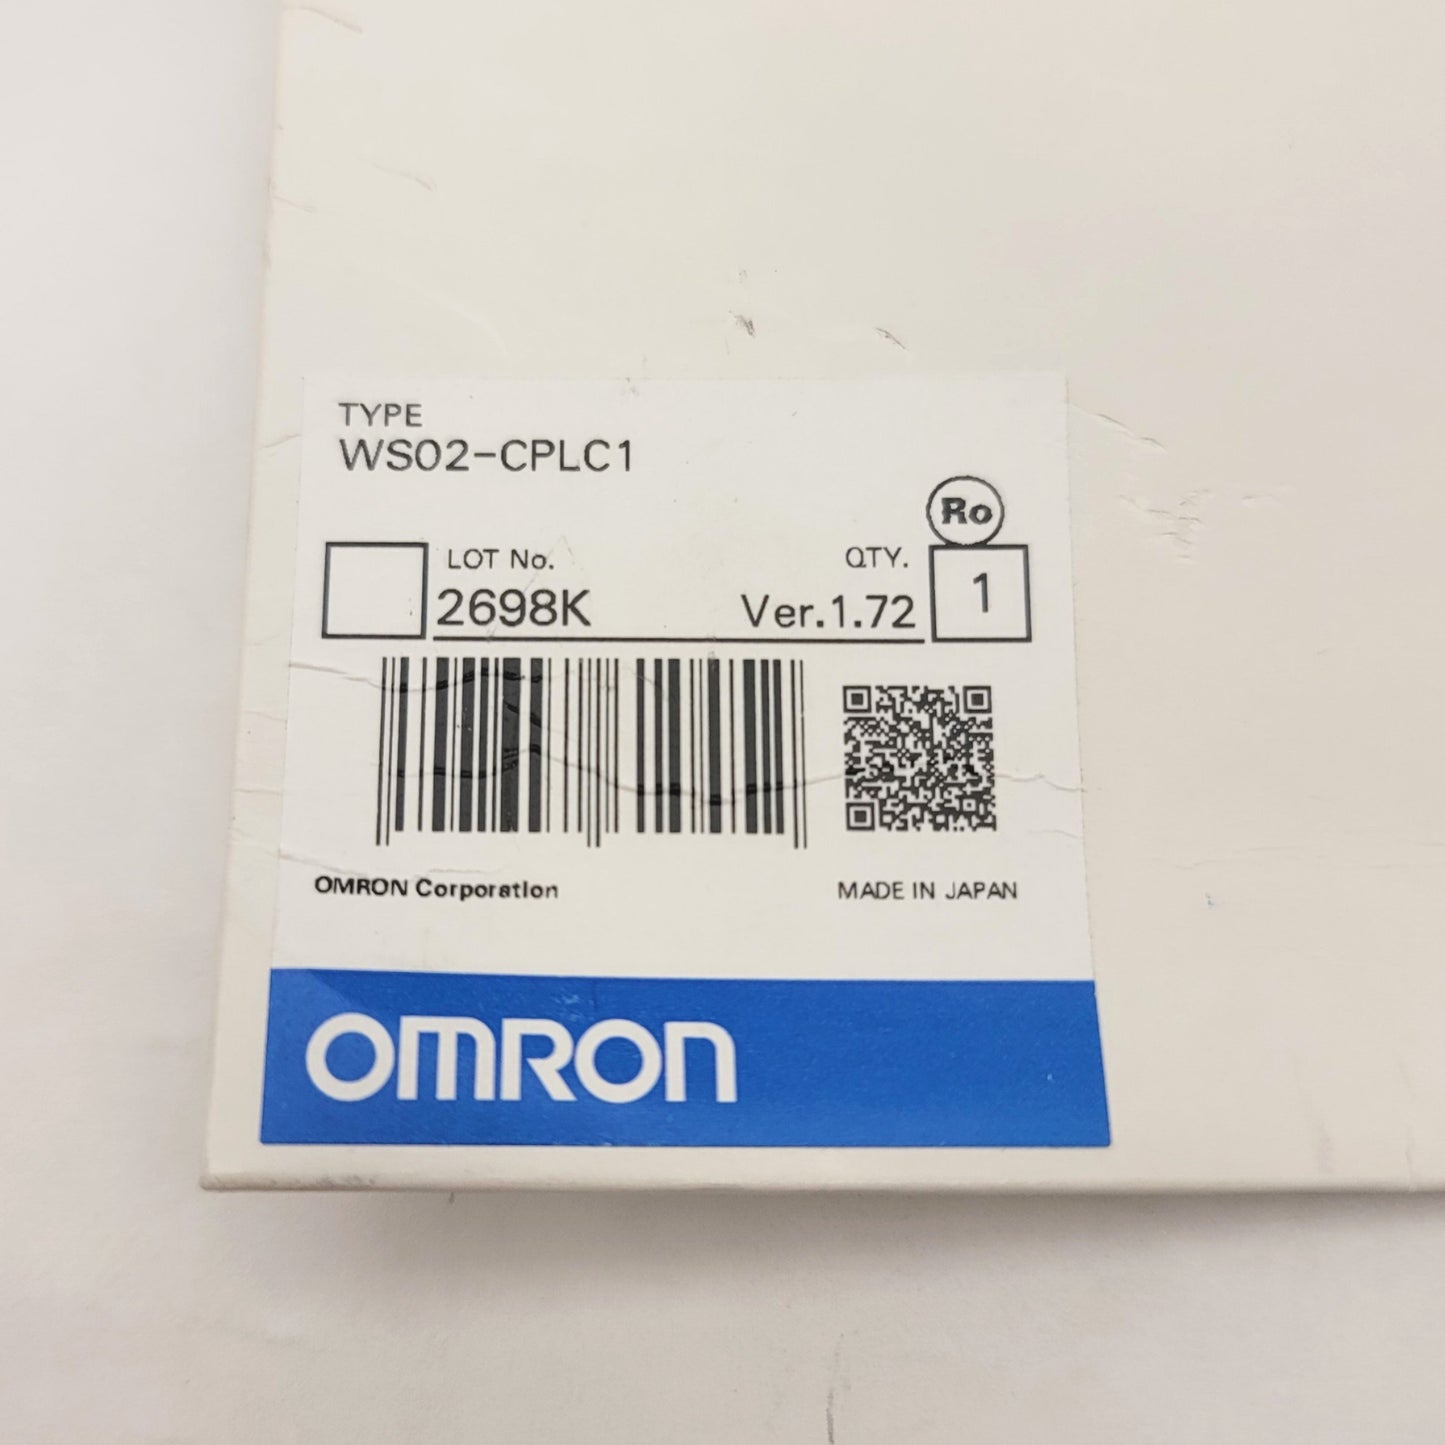 TYPE
WS02-CPLC1
Ro
LOT No.
QTY.
2698K
Ver.1.72
1
OMRON Corporation
MADE IN JAPAN
OMRON